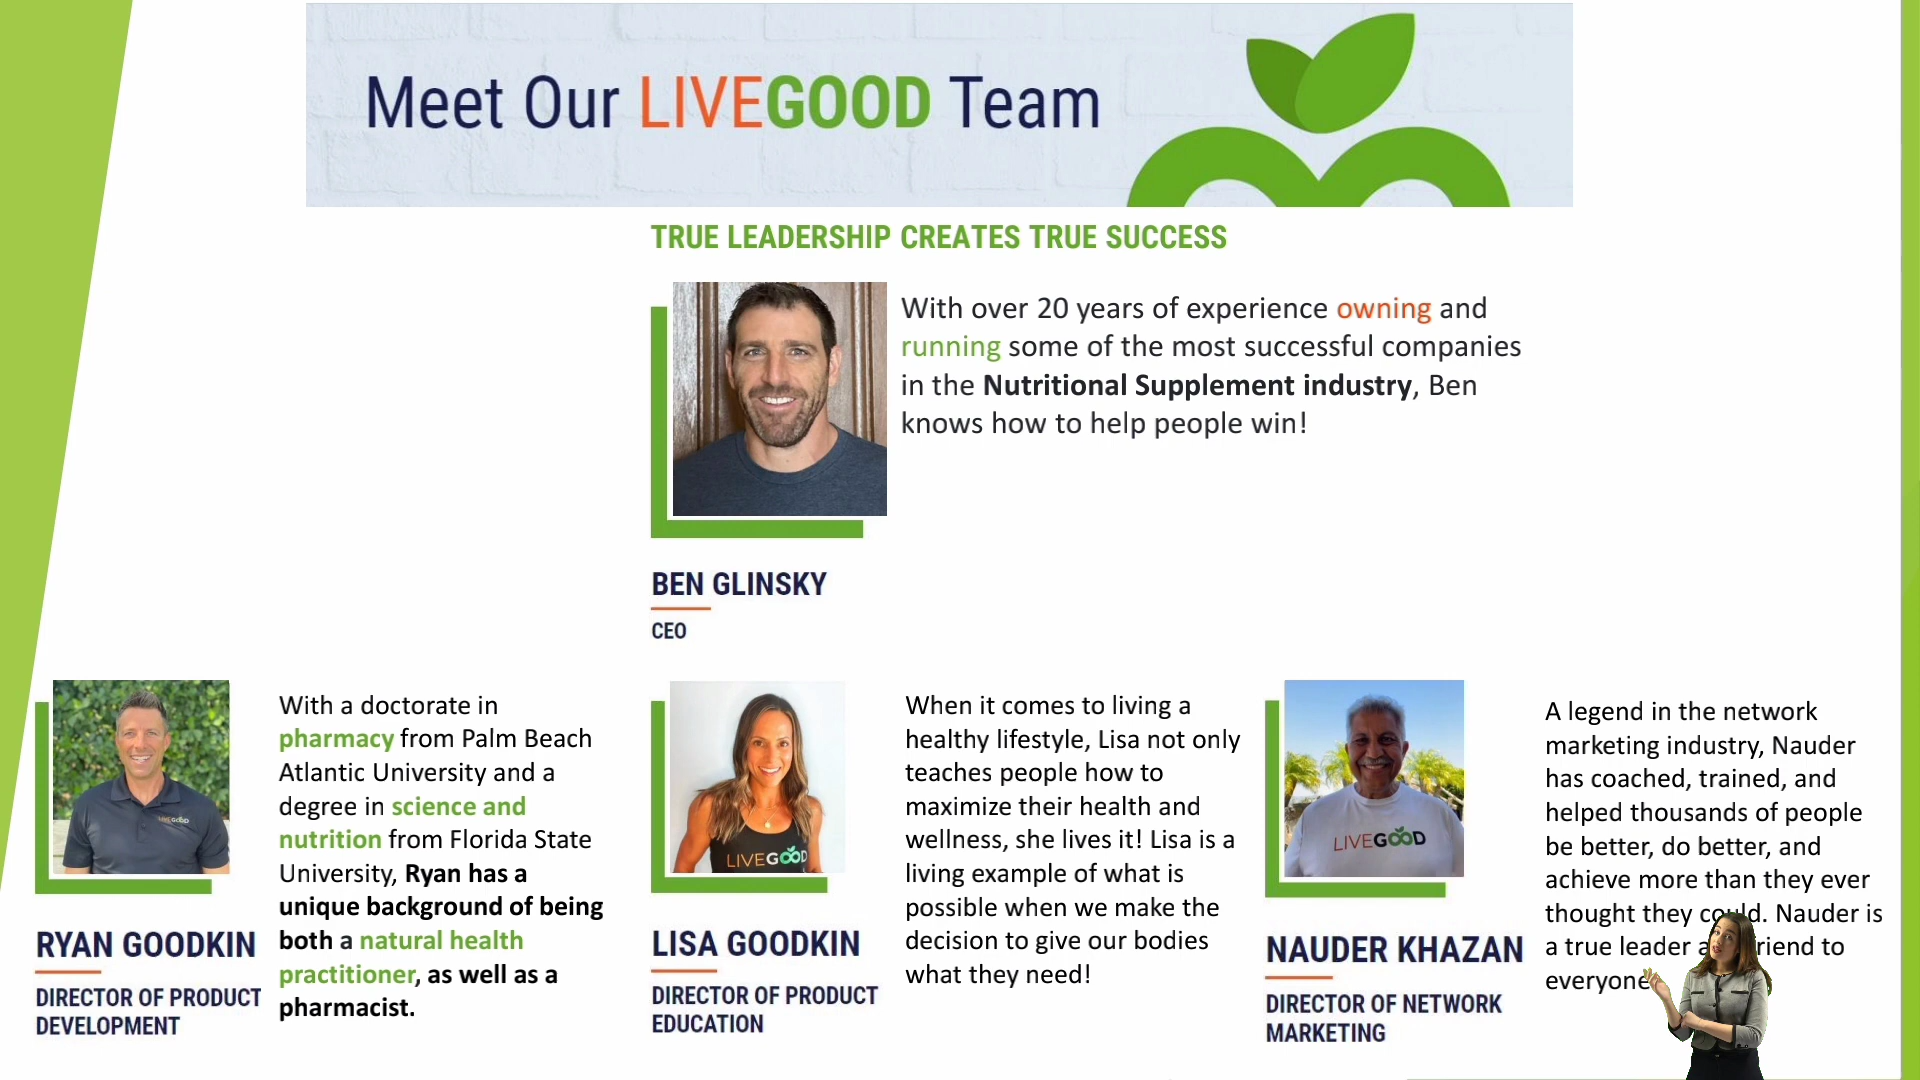 Meet Our LIVEGOOD Team
TRUE LEADERSHIP CREATES TRUE SUCCESS
With over 20 years of experience owning and
running some of the most successful companies
in the Nutritional Supplement industry, Ben
knows how to help people win!
BEN GLINSKY
CEO
LIVEGOOD
RYAN GOODKIN
DIRECTOR OF PRODUCT
DEVELOPMENT
With a doctorate in
pharmacy from Palm Beach
Atlantic University and a
degree in science and
nutrition from Florida State
University, Ryan has a
unique background of being
both a natural health
practitioner, as well as a
pharmacist.
LIVEGOOD
LISA GOODKIN
DIRECTOR OF PRODUCT
EDUCATION
When it comes to living a
healthy lifestyle, Lisa not only
teaches people how to
maximize their health and
wellness, she lives it! Lisa is a
living example of what is
possible when we make the
decision to give our bodies
what they need!
LIVEGOOD
NAUDER KHAZAN
DIRECTOR OF NETWORK
MARKETING
A legend in the network
marketing industry, Nauder
has coached, trained, and
helped thousands of people
be better, do better, and
achieve more than they ever
thought they could. Nauder is
a true leader to
everyone